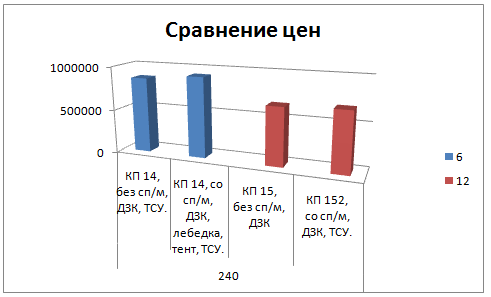 Сравнение цен
1000000
500000
0
КП 14,
без сп/м,
ДЗК, ТСУ.
КП 14, со
сп/м,
ДЗК,
лебедка,
тент, ТСУ.
КП 15,
без сп/м,
ДЗК
КП 152,
со сп/м,
ДЗК, ТСУ.
240
6
12